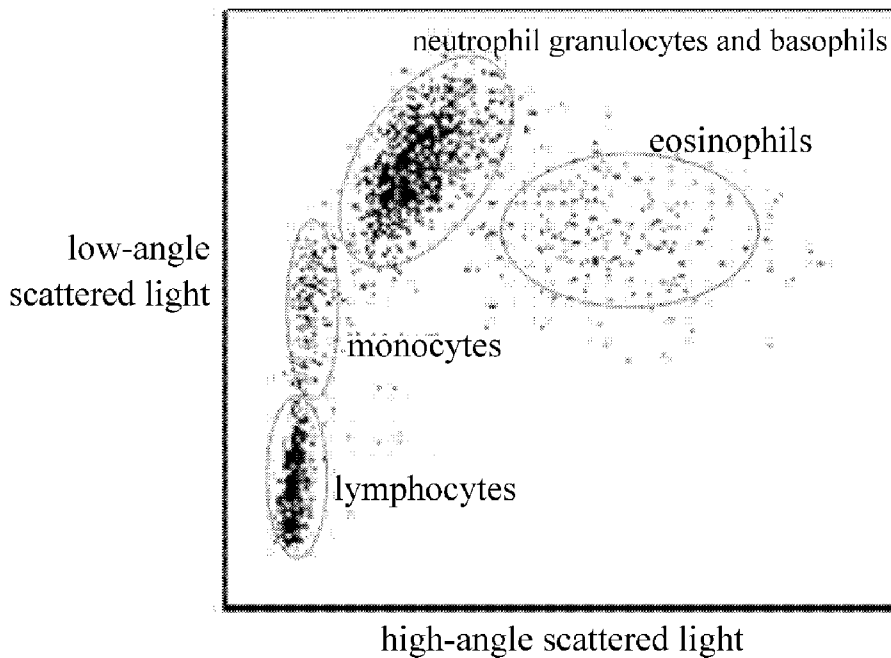 neutrophil granulocytes and basophils
eosinophils
low-angle
scattered light
monocytes
lymphocytes
high-angle scattered light